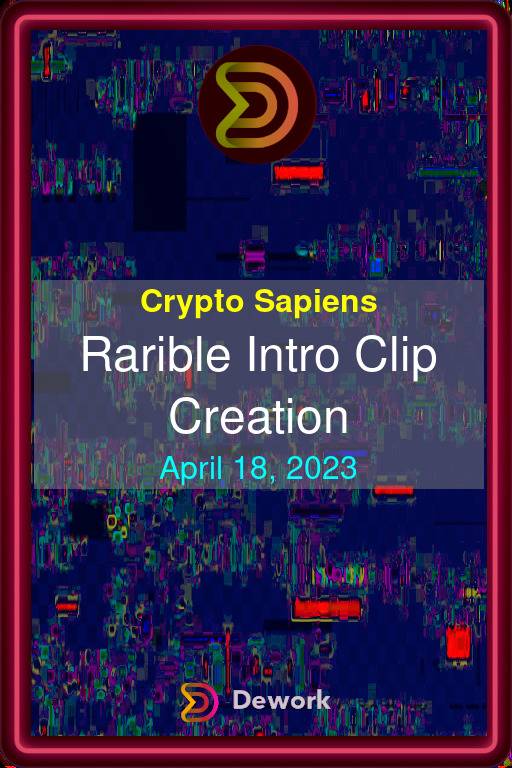 Crypto Sapiens
Rarible Intro Clip
Creation
April 18, 2023
Dework